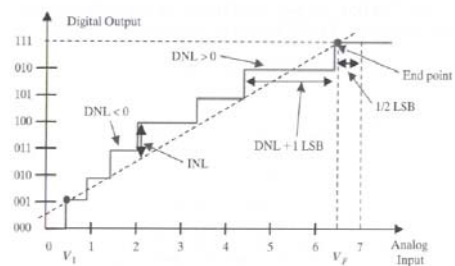 Digital Output
111
010
101
100
011
010
001
000
DNL > 0
DNL < 0
INL
DNL + 1 LSB
End point
1/2 LSB
0 1 2 3 4 5 6 7
V1
VF
Analog
Input